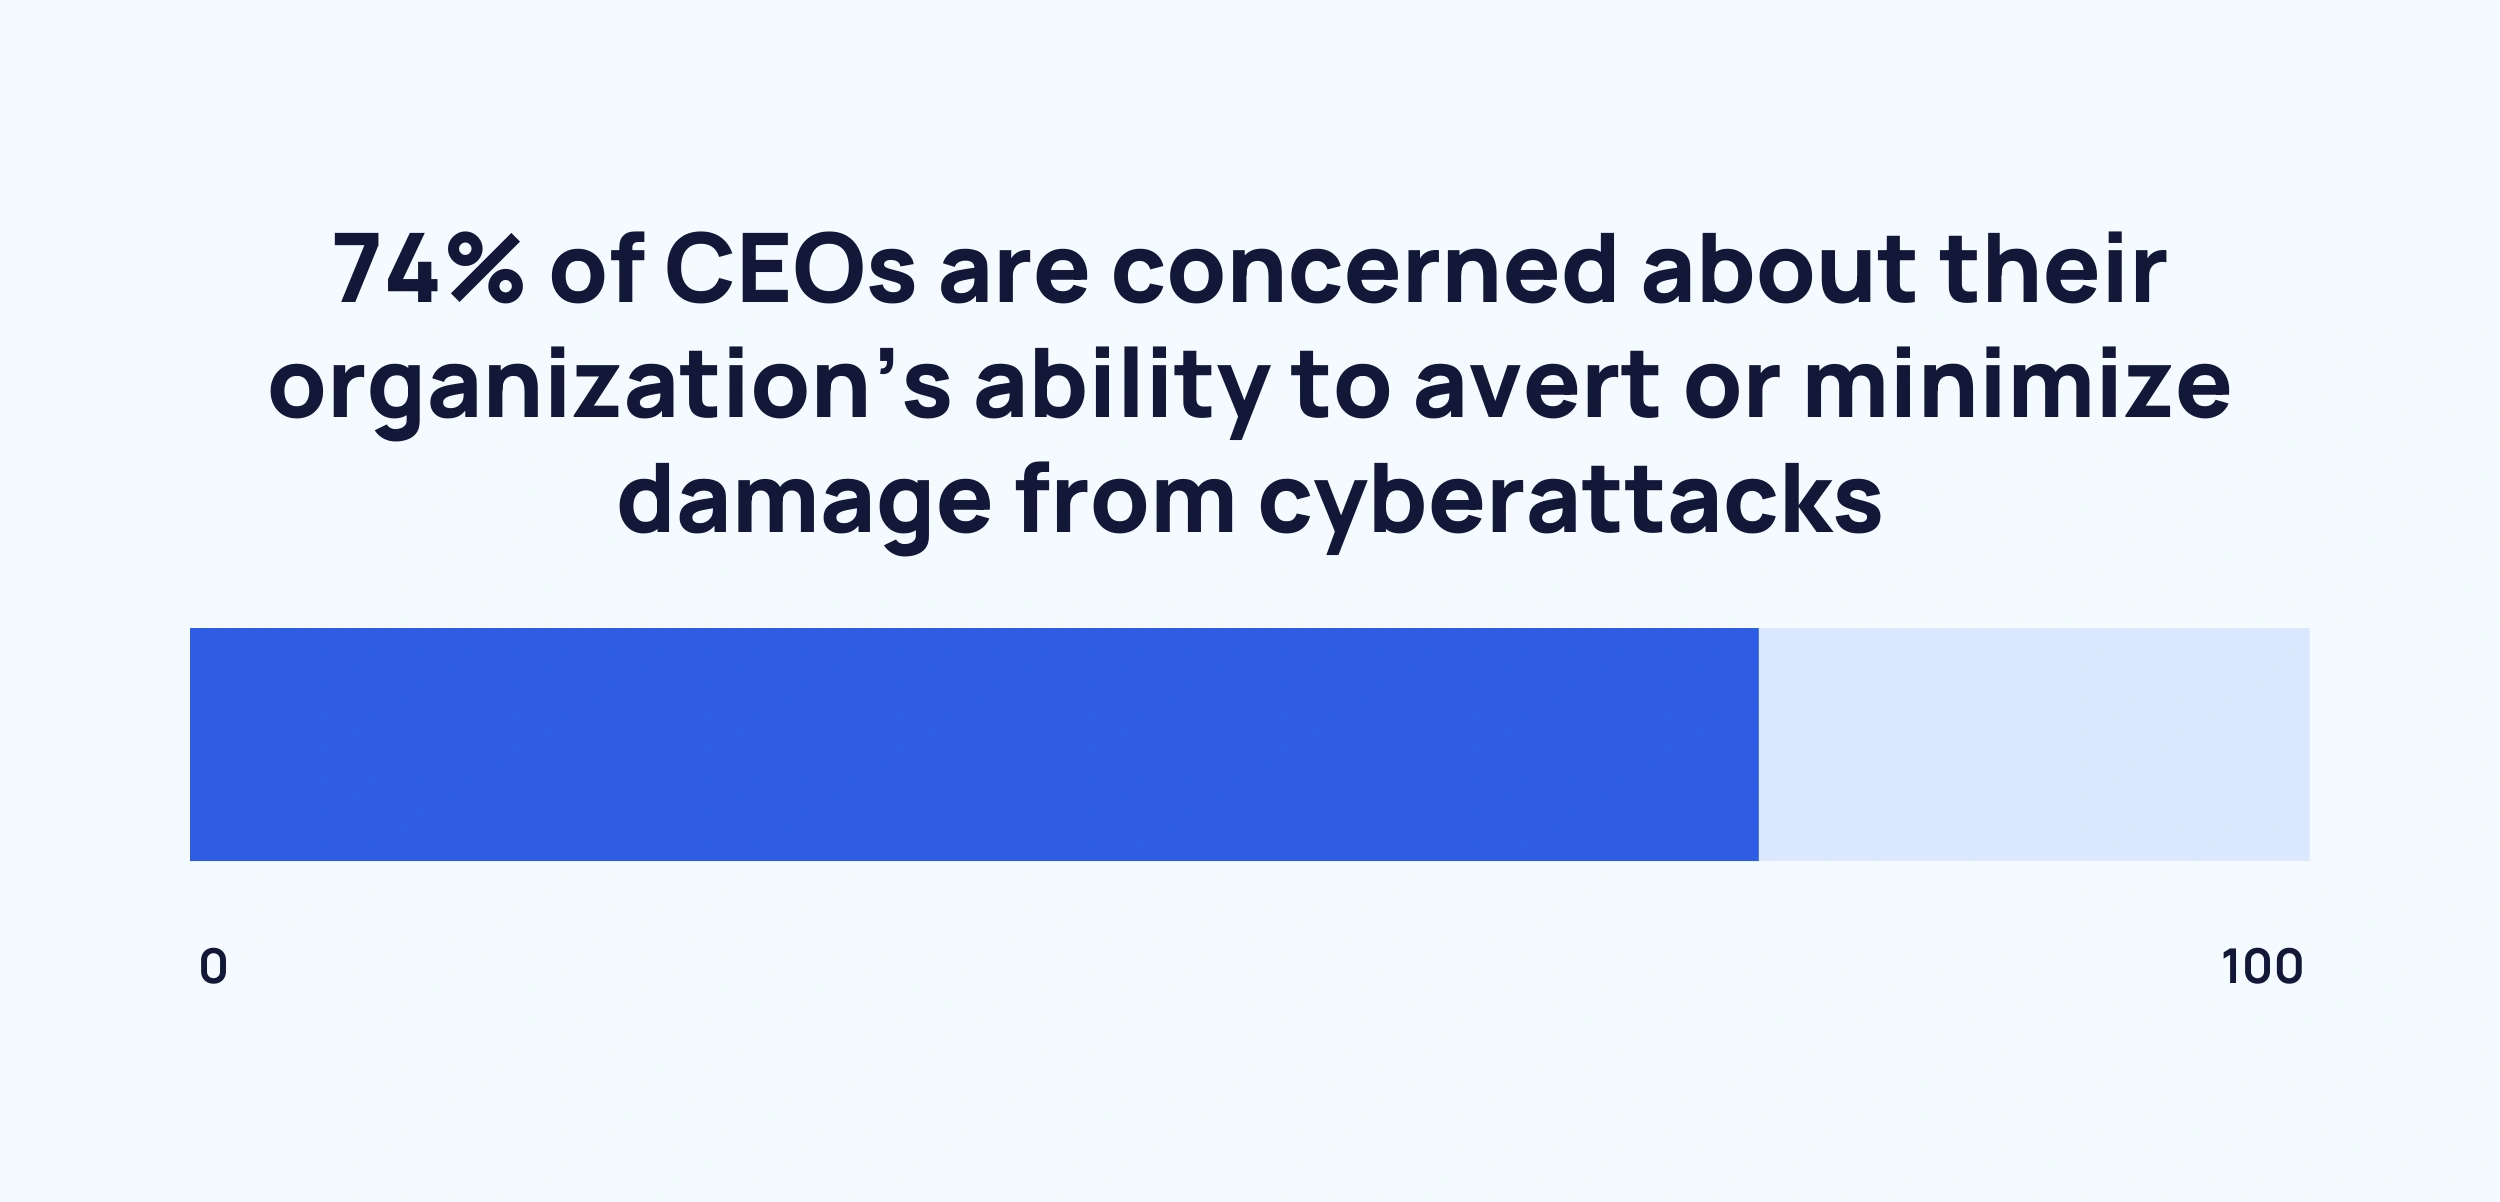 74% of CEOs are concerned about their
organization’s ability to avert or minimize
damage from cyberattacks
0
100